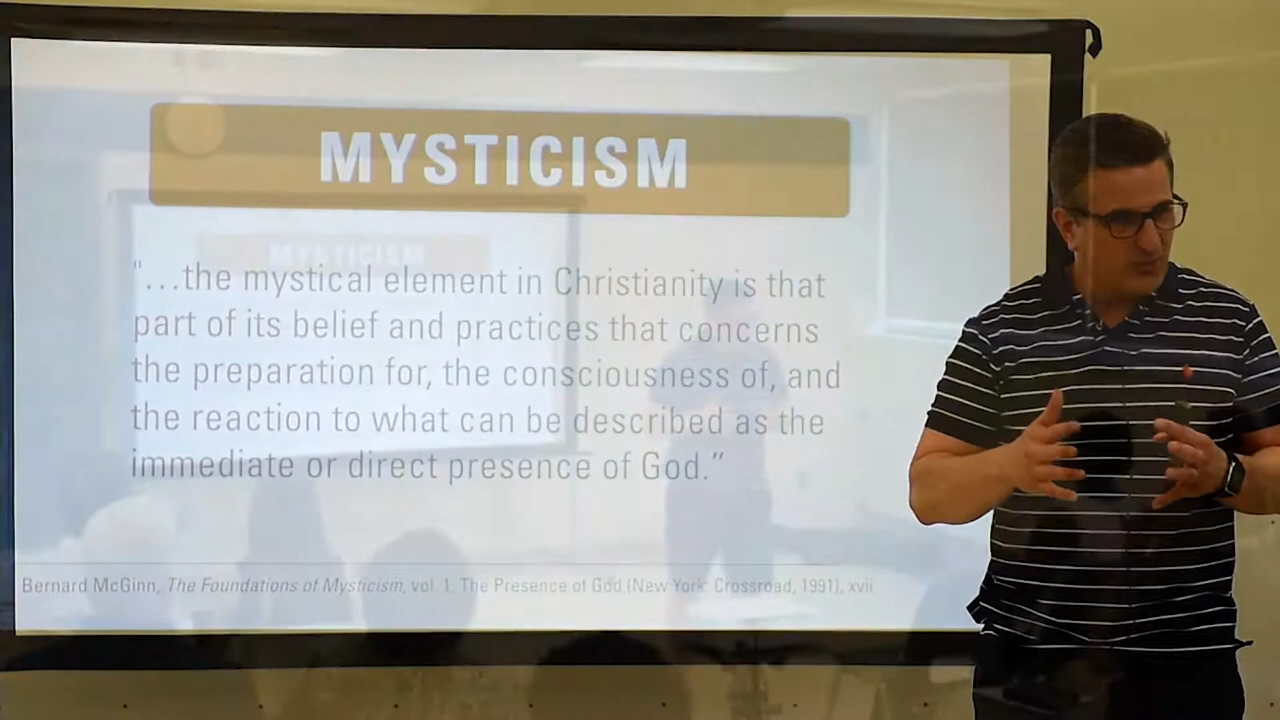 MYSTICISM
MYSTICISM
"...the mystical element in Christianity is that
part of its belief and practices that concerns
the preparation for, the consciousness of, and
the reaction to what can be described as the
immediate or direct presence of God.”
Bernard McGinn, The Foundations of Mysticism, vol. 1, The Presence of God (New York: Crossroad, 1991), xvii